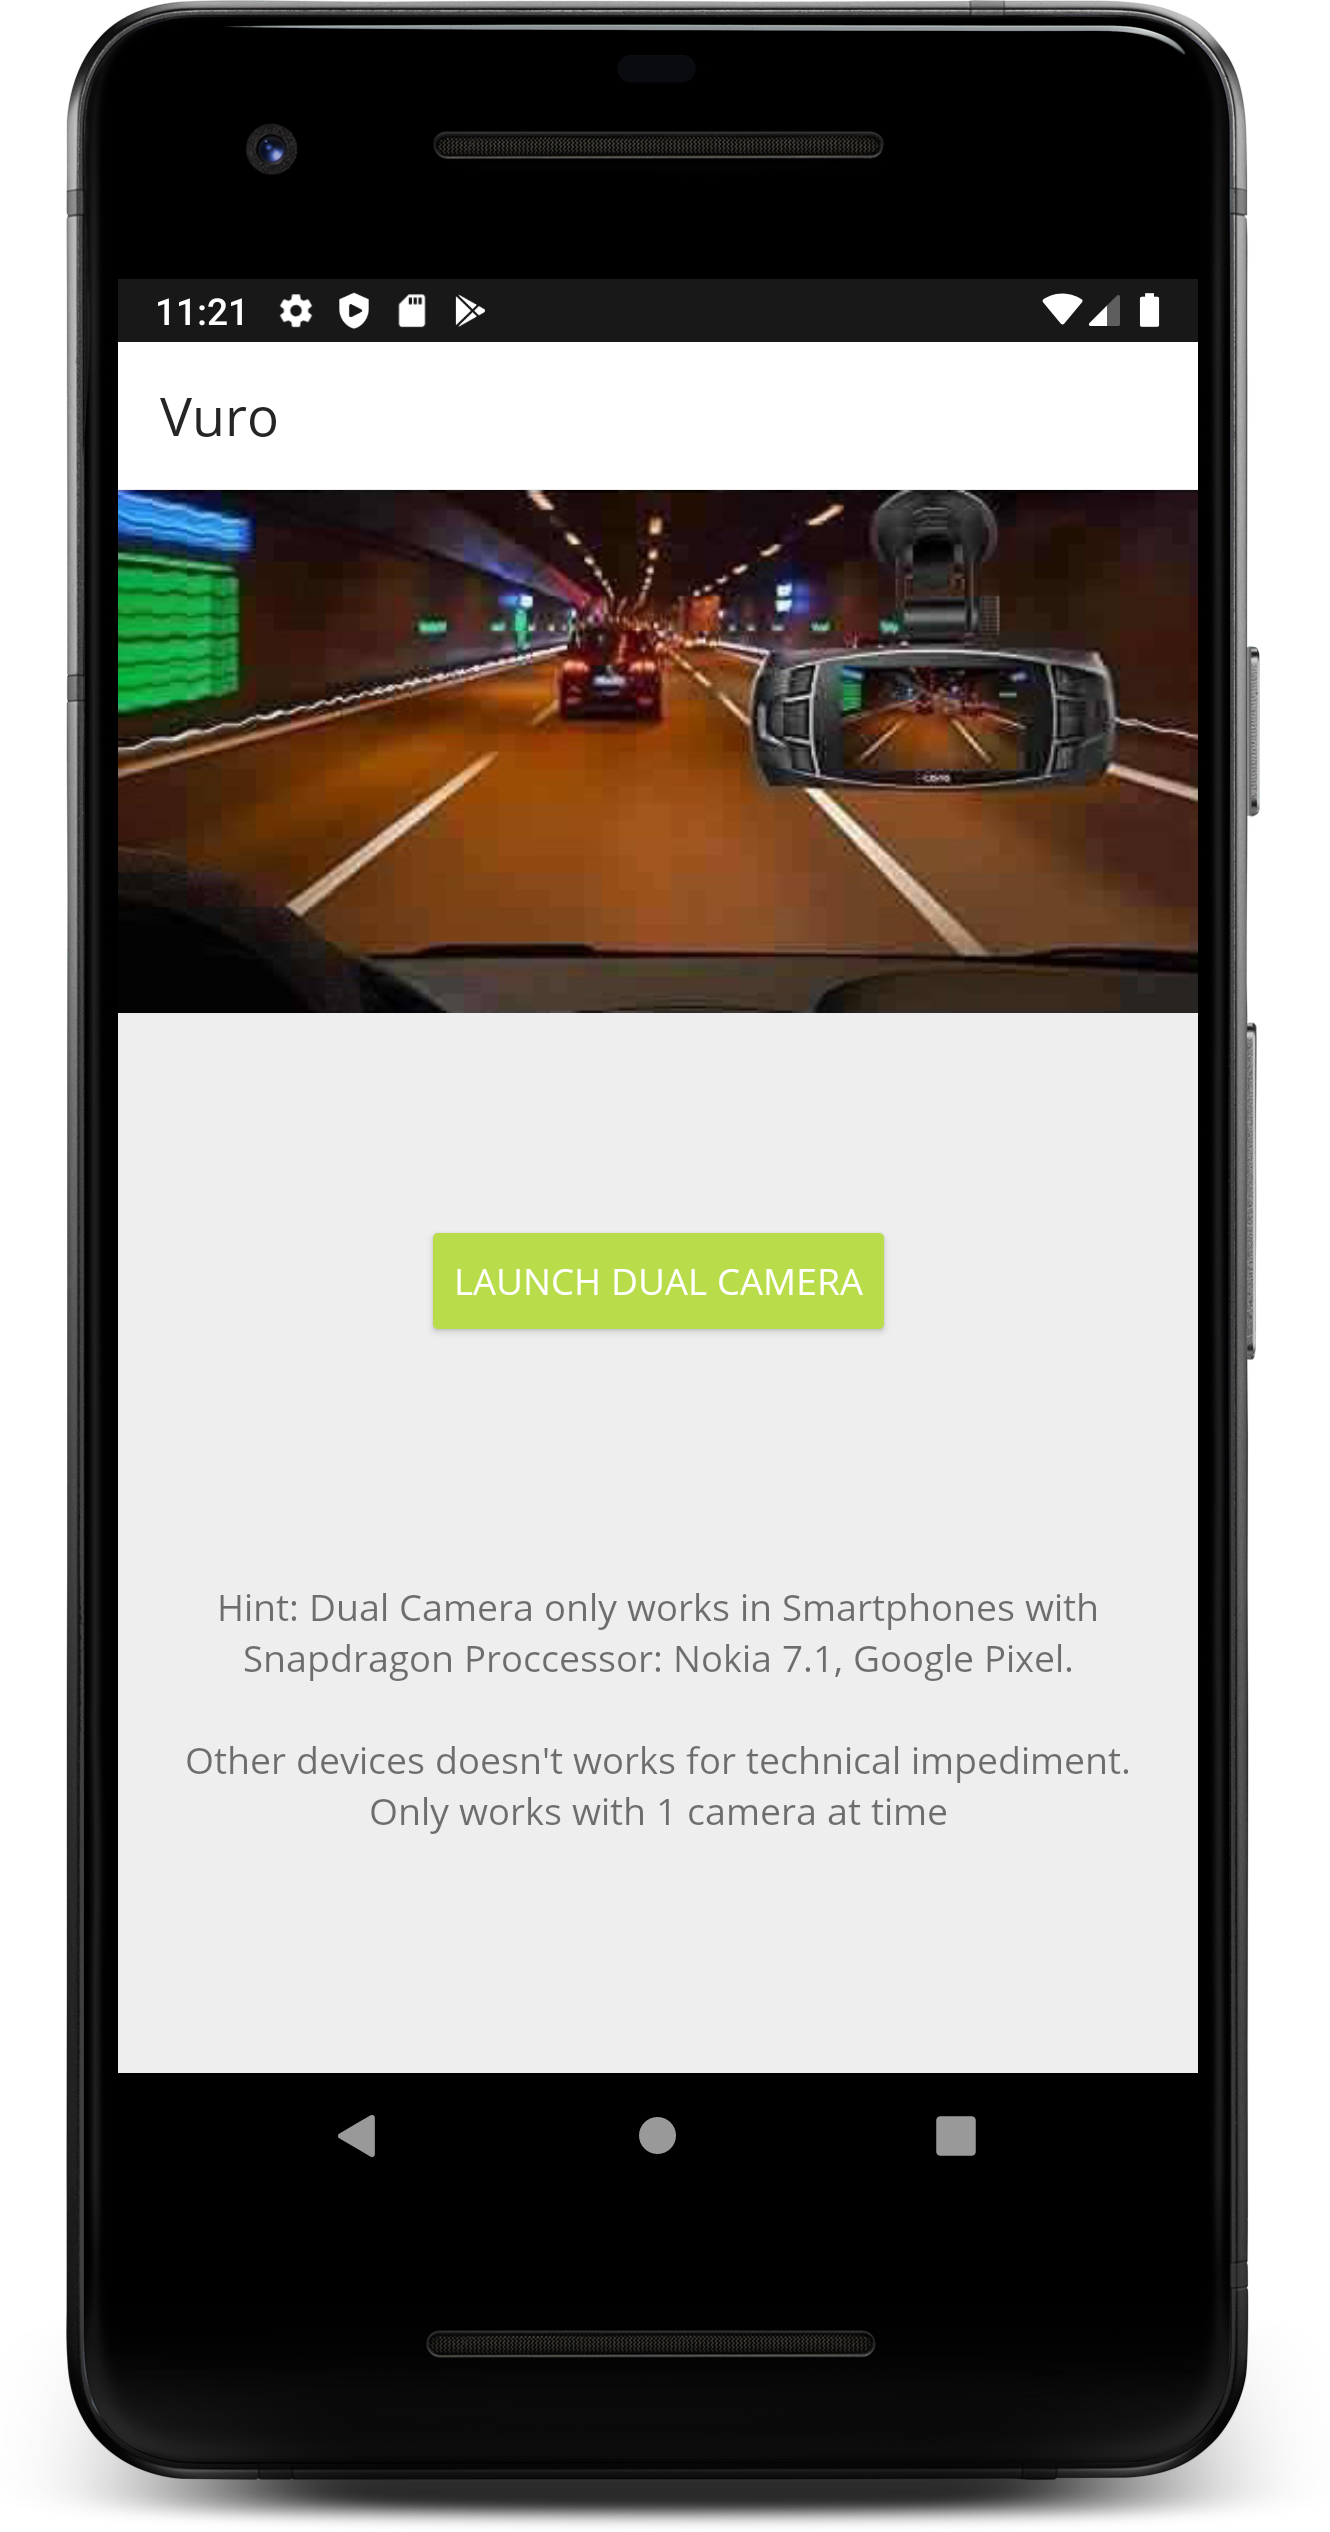 11:21
Vuro
LAUNCH DUAL CAMERA
Hint: Dual Camera only works in Smartphones with
Snapdragon Proccessor: Nokia 7.1, Google Pixel.
Other devices doesn't works for technical impediment.
Only works with 1 camera at time